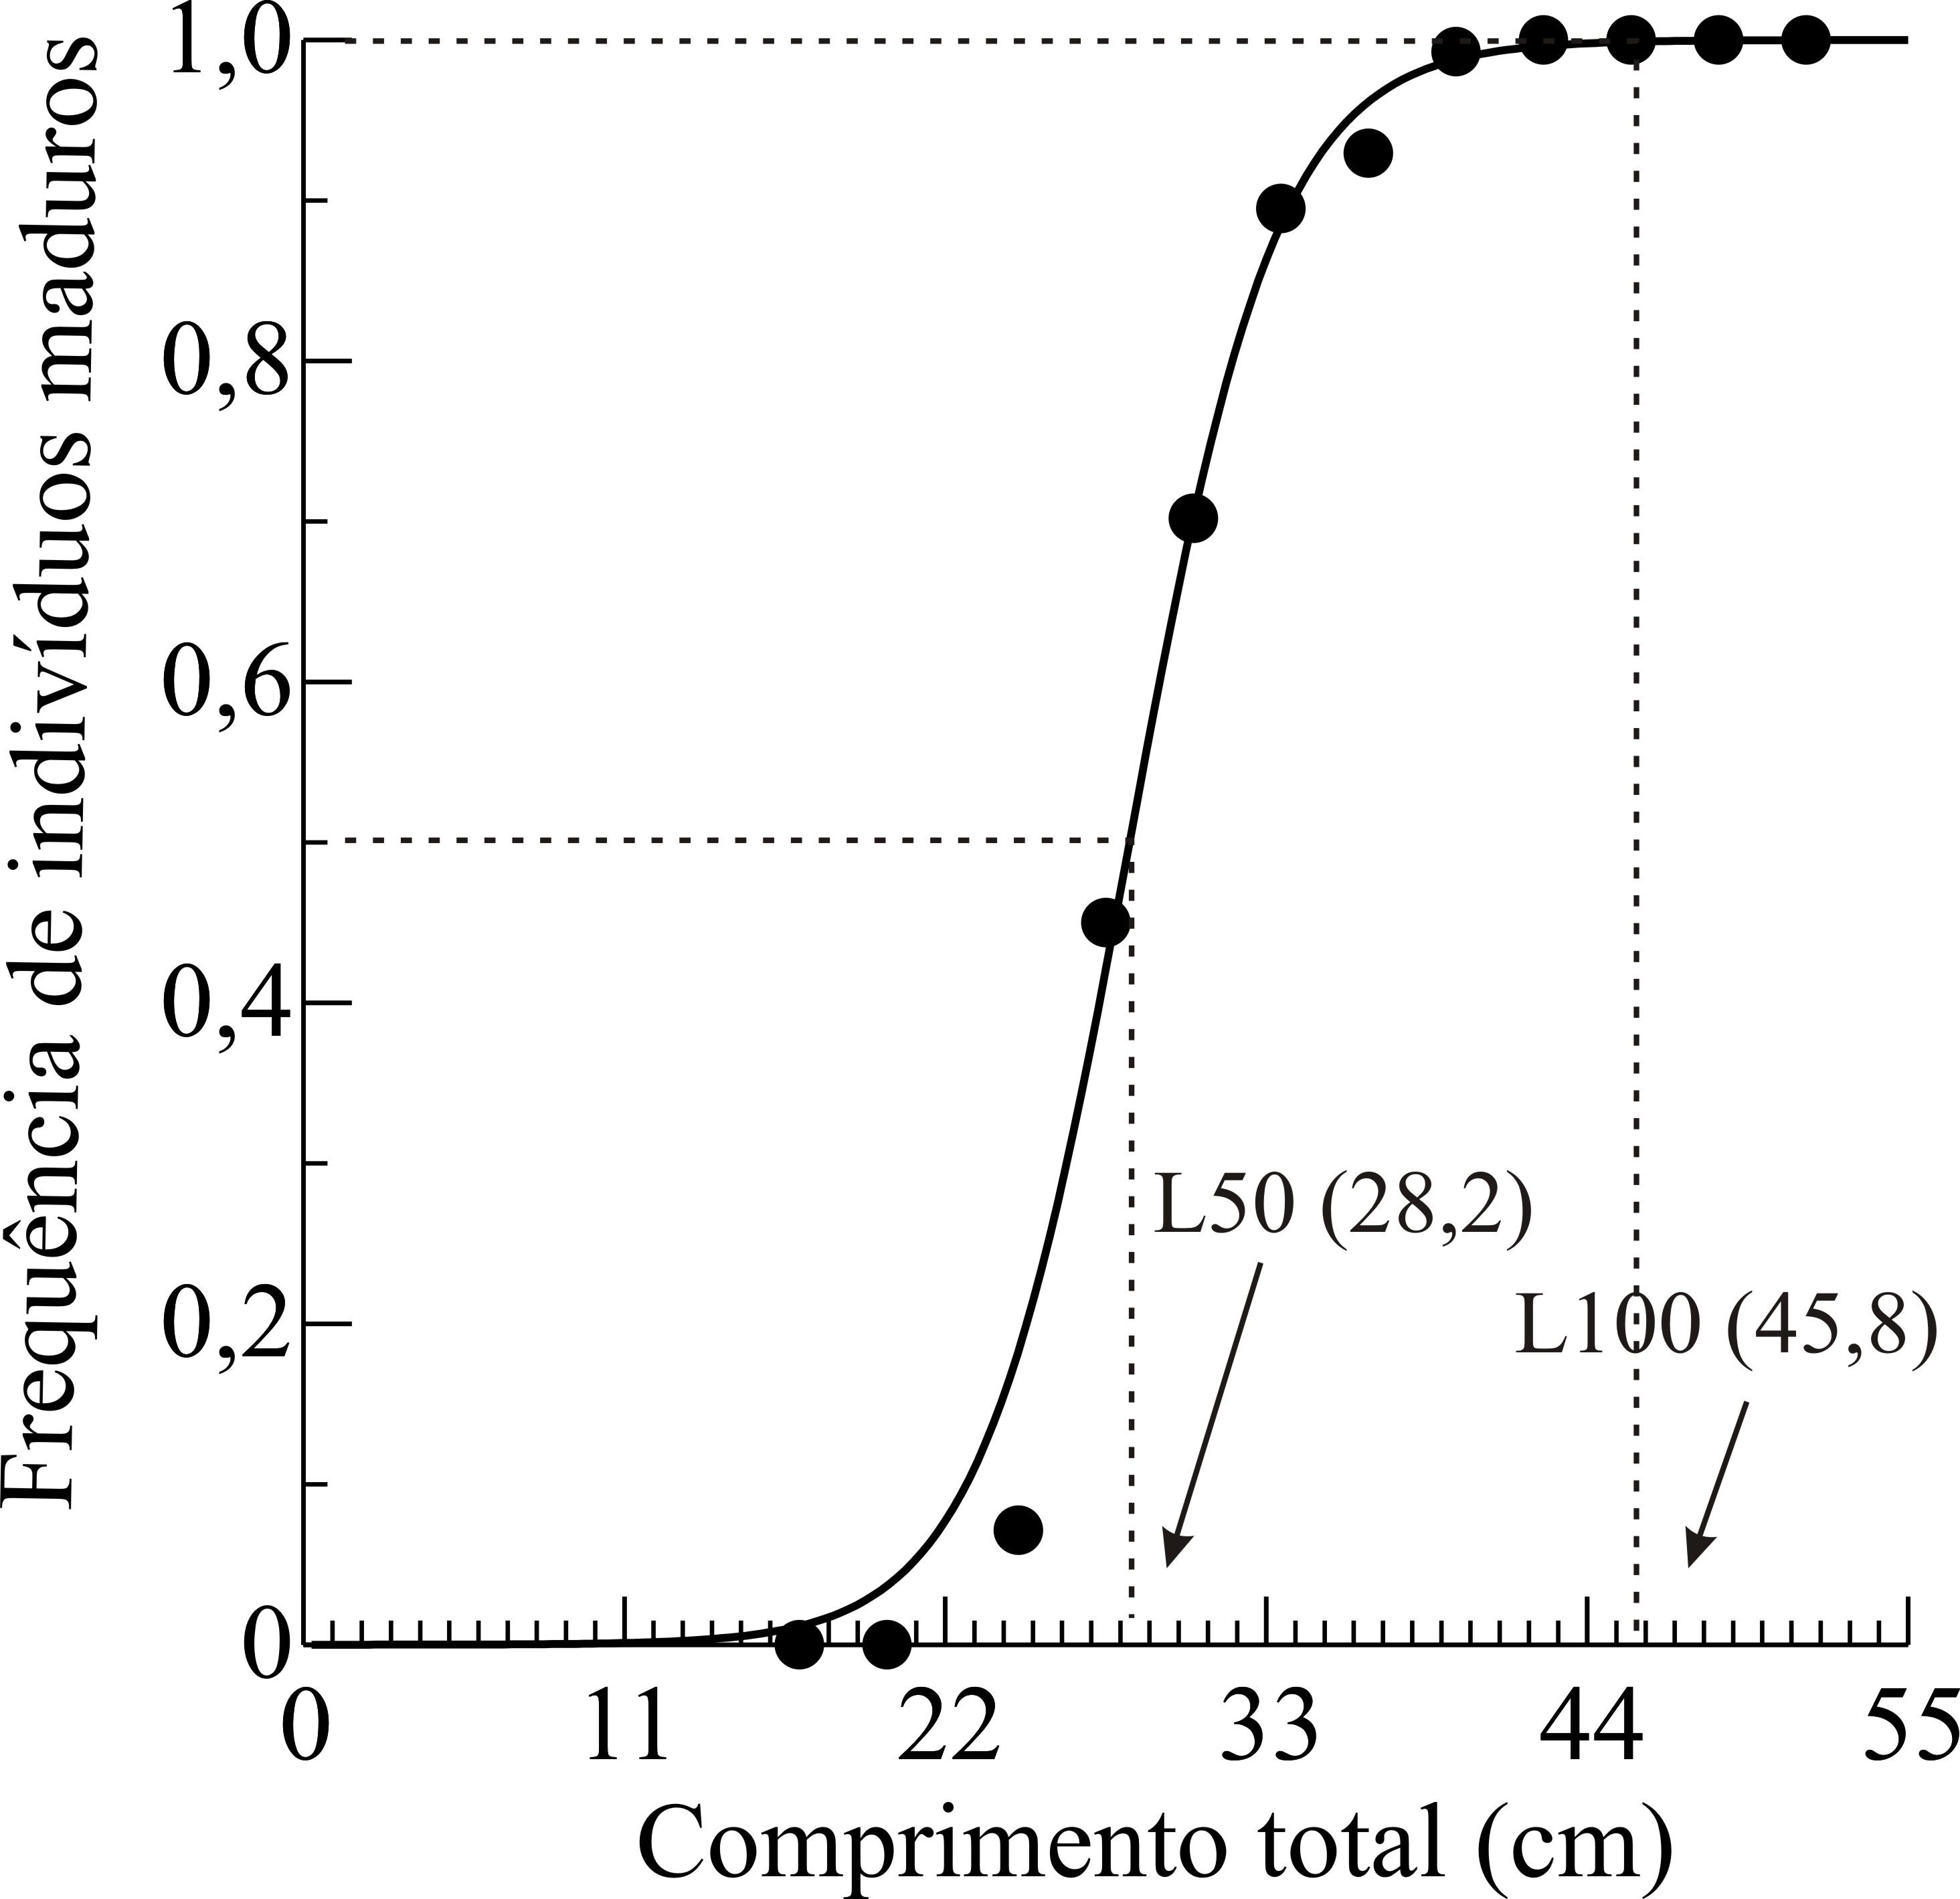 Frequência de indivíduos maduros
1,0
0,8
0,6
0,4
0,2
0
L50 (28,2)
L100 (45,8)
0 11 22 33 44 55
Comprimento total (cm)